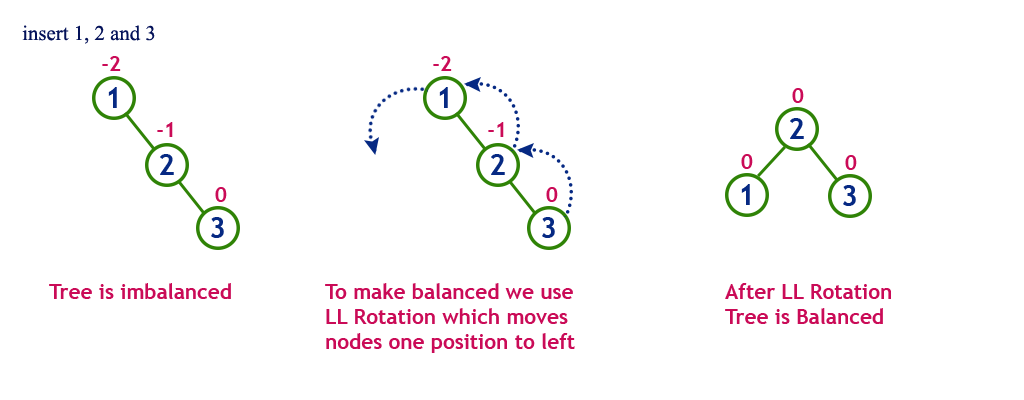 insert 1, 2 and 3
-2
1
-1
2
0
3
Tree is imbalanced
-2
1
-1
2
0
3
To make balanced we use
LL Rotation which moves
nodes one position to left
0
2
0
0
1
3
After LL Rotation
Tree is Balanced